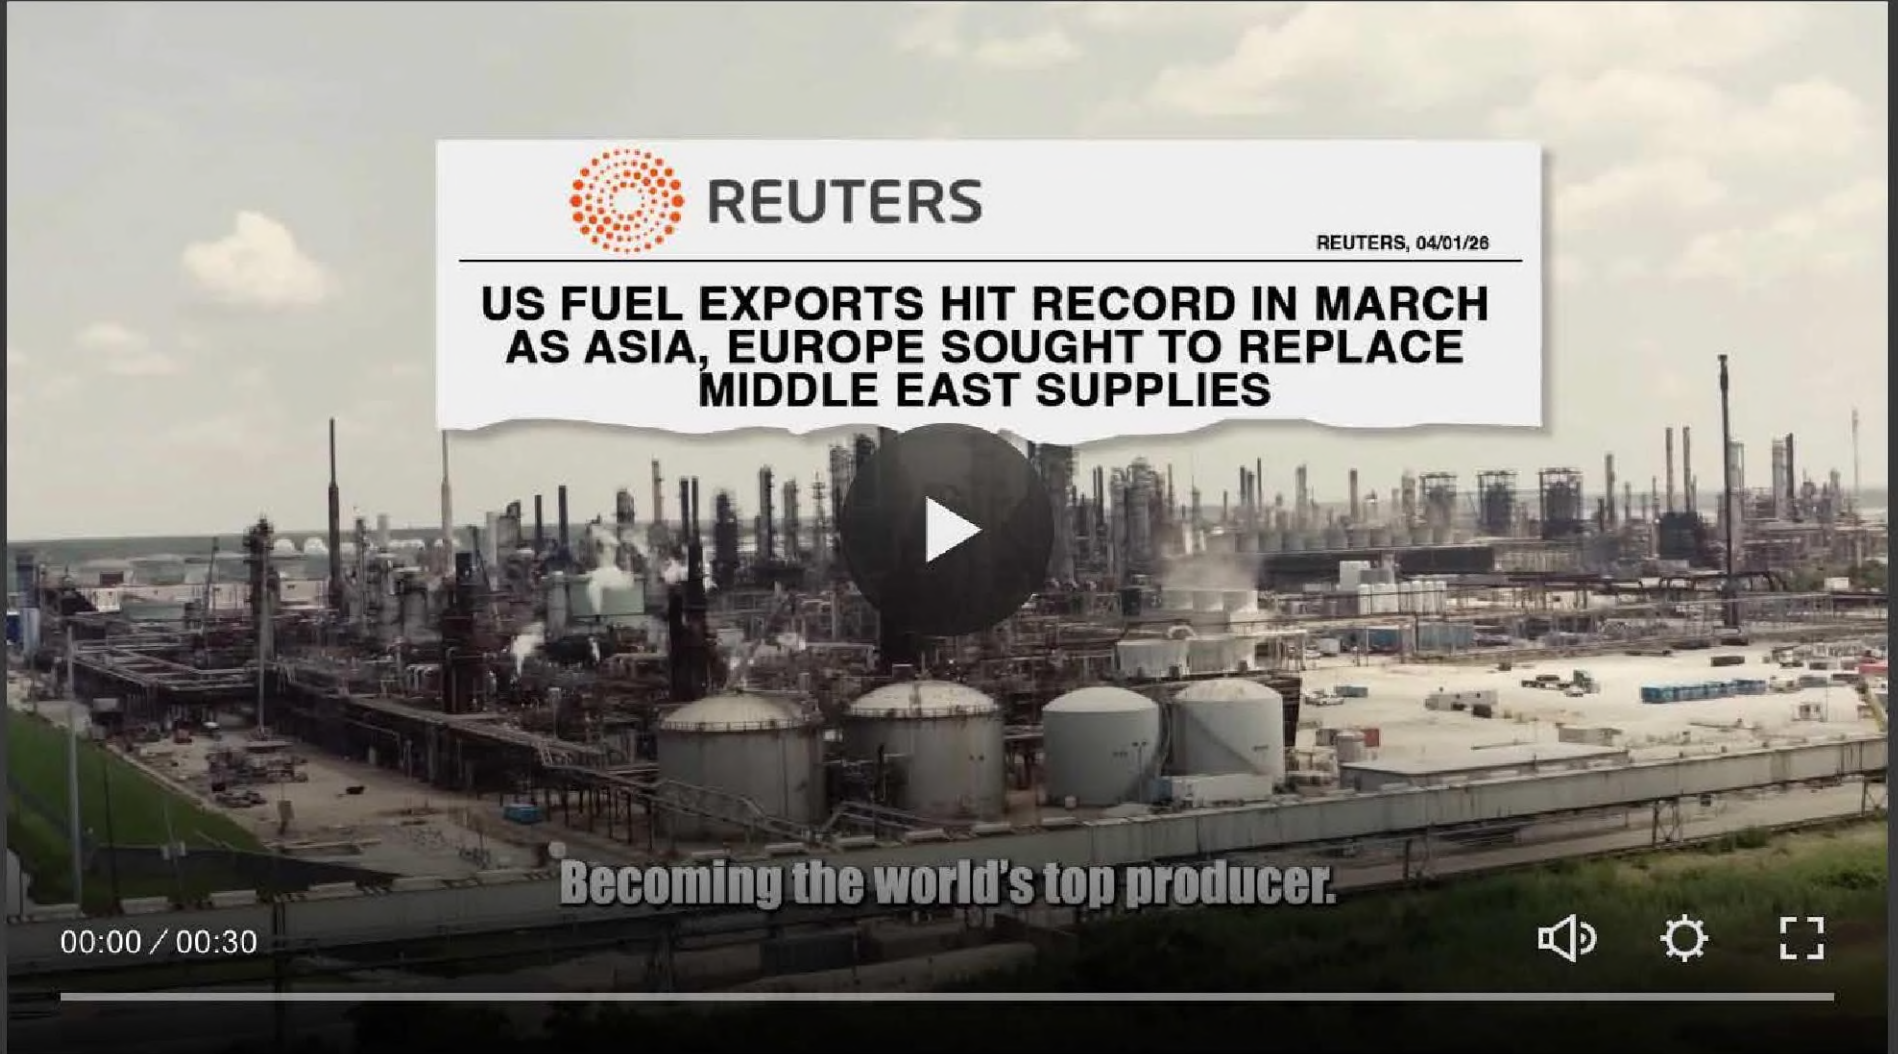 REUTERS
REUTERS, 04/01/26
US FUEL EXPORTS HIT RECORD IN MARCH
AS ASIA, EUROPE SOUGHT TO REPLACE
MIDDLE EAST SUPPLIES
Becoming the world's top producer.
00:00 / 00:30